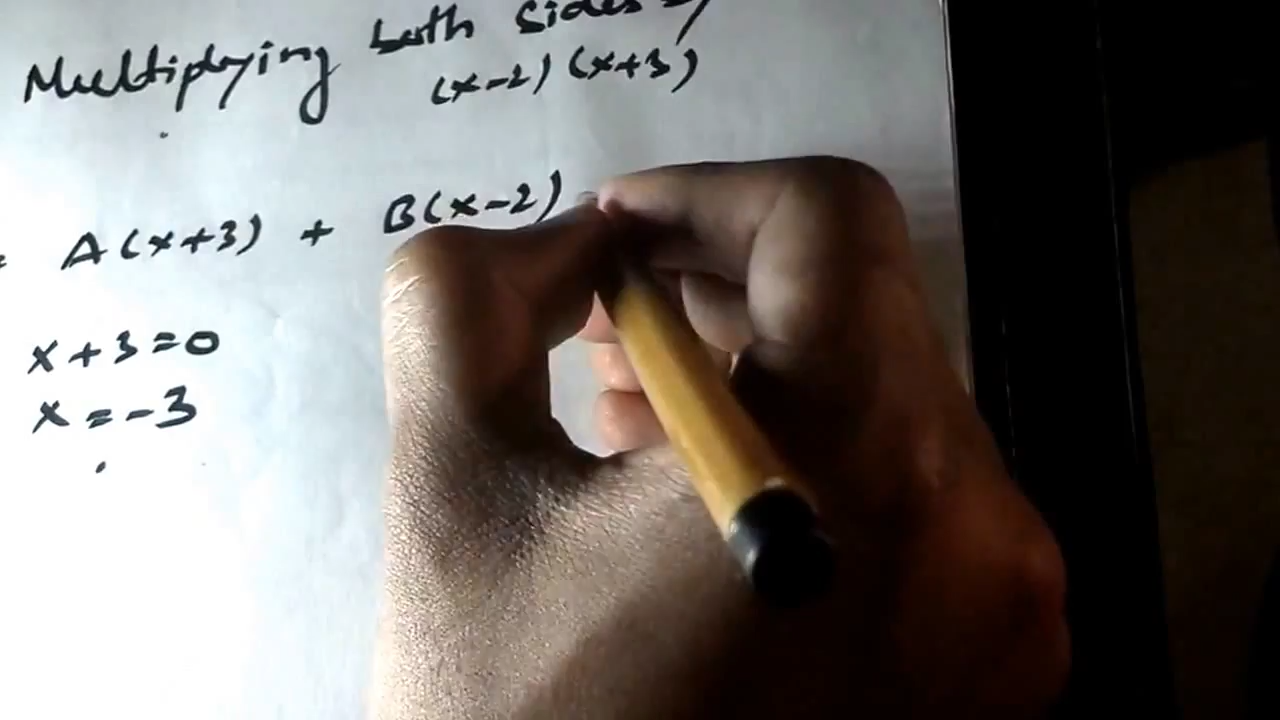 Multiplying both sides by
(x-2) (x+3)
= A(x+3) + B(x-2)
x+3=0
x=-3